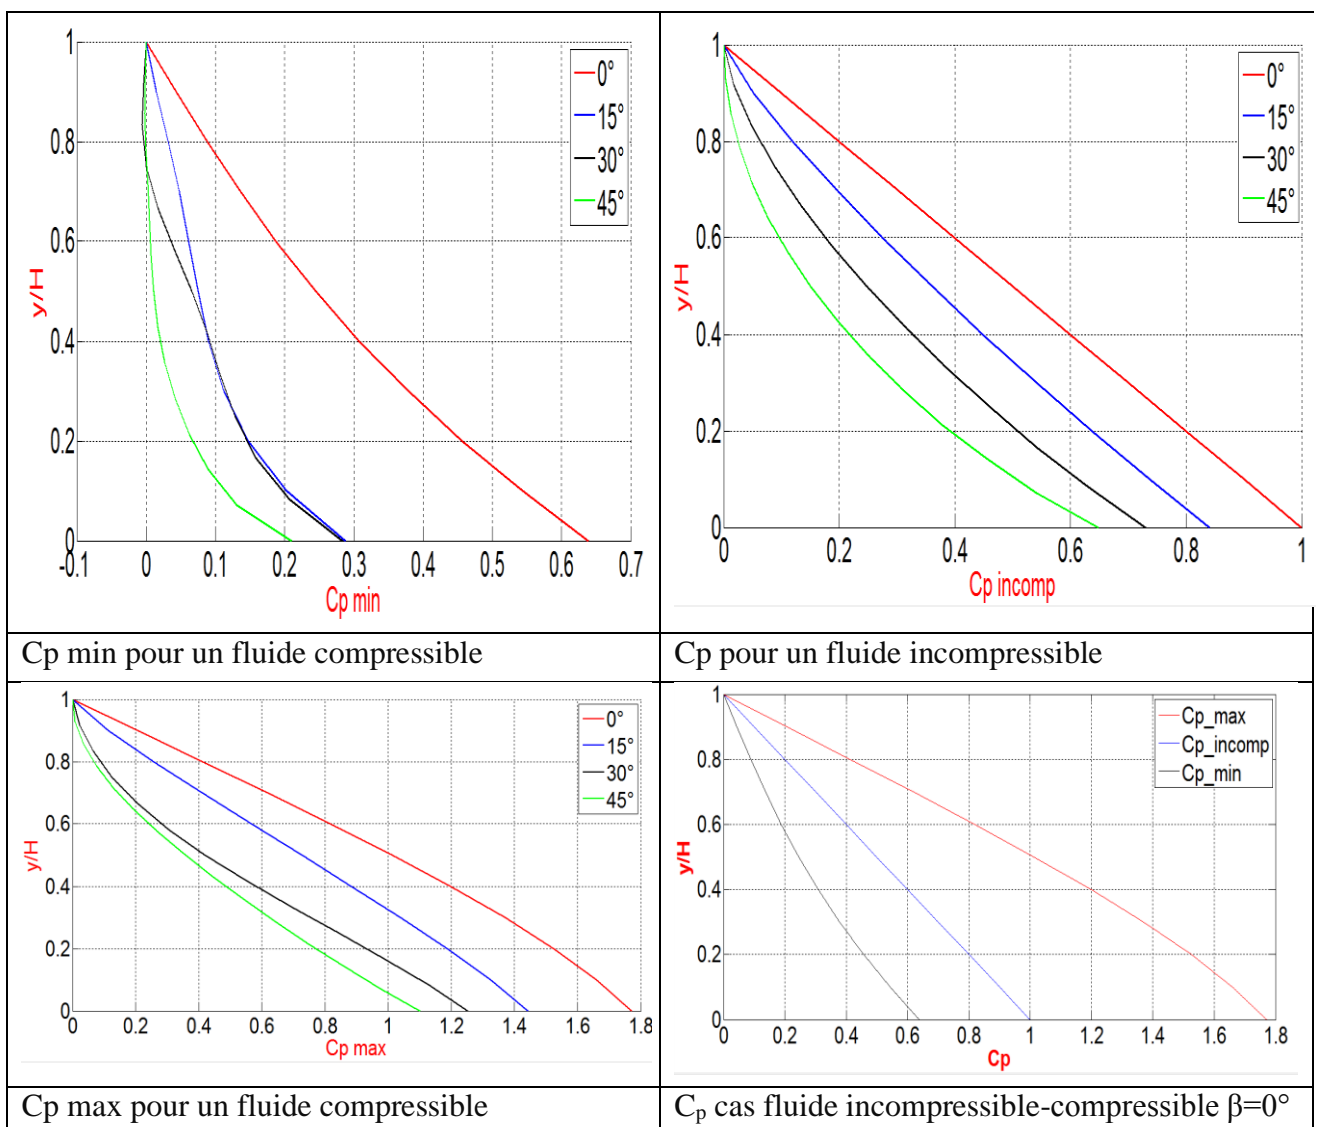 1
0.8
0.6
0.4
0.2
0
y/H
-0.1 0 0.1 0.2 0.3 0.4 0.5 0.6 0.7
Cp min
0°
15°
30°
45°
1
0.8
0.6
0.4
0.2
0
y/H
0 0.2 0.4 0.6 0.8 1
Cp incomp
0°
15°
30°
45°
Cp min pour un fluide compressible
Cp pour un fluide incompressible
1
0.8
0.6
0.4
0.2
0
y/H
0 0.2 0.4 0.6 0.8 1 1.2 1.4 1.6 1.8
Cp max
0°
15°
30°
45°
1
0.8
0.6
0.4
0.2
0
y/H
0 0.2 0.4 0.6 0.8 1 1.2 1.4 1.6 1.8
Cp
Cp_max
Cp_incomp
Cp_min
Cp max pour un fluide compressible
Cp cas fluide incompressible-compressible β=0°